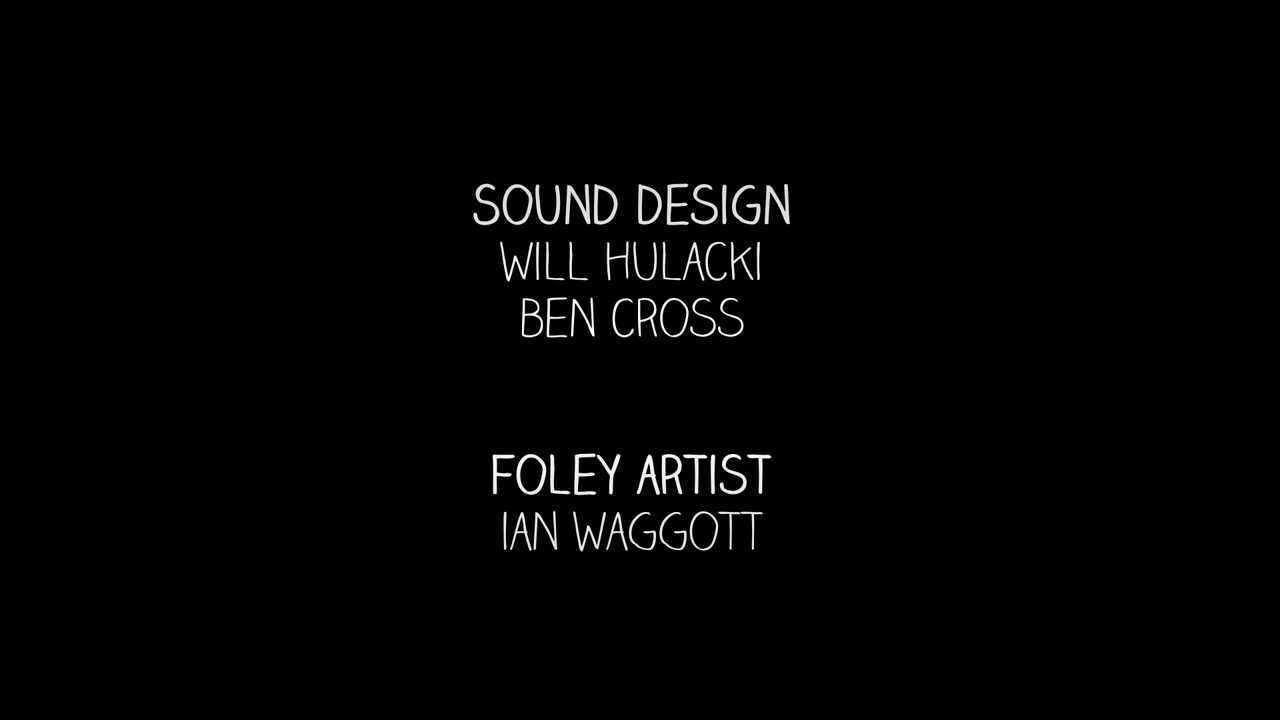 SOUND DESIGN
WILL HULACKI
BEN CROSS
FOLEY ARTIST
IAN WAGGOTT